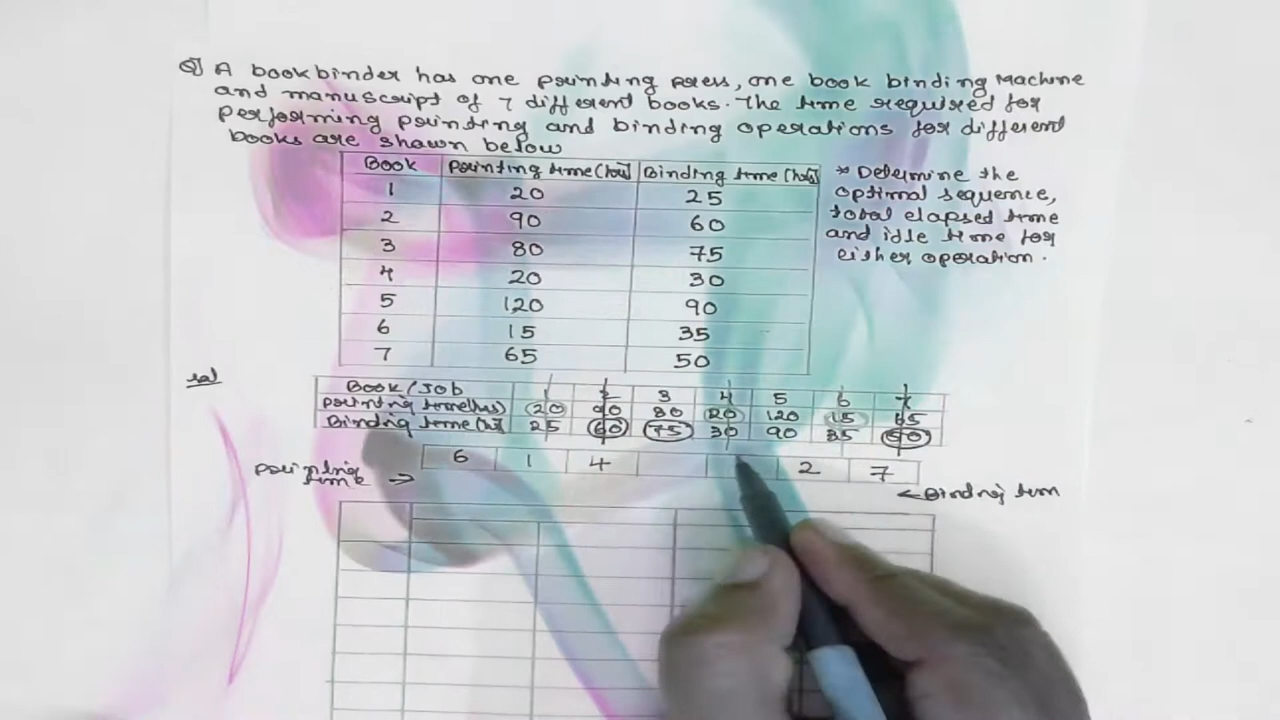 Q) A bookbinder has one printing press, one book binding Machine
and manuscript of 7 different books. The time required for
performing printing and binding operations for different
books are shown below
Book Printing time (hrs) Binding time (hrs)
1 20 25
2 90 60
3 80 75
4 20 30
5 120 90
6 15 35
7 65 50
* Determine the
optimal sequence,
total elapsed time
and idle time for
either operation.
sol
Book/Job 1 2 3 4 5 6 7
Printing time (hrs) 20 90 80 20 120 15 65
Binding time (h) 25 60 75 30 90 35 50
6 1 4 2 7
printing
time →
← Binding tim